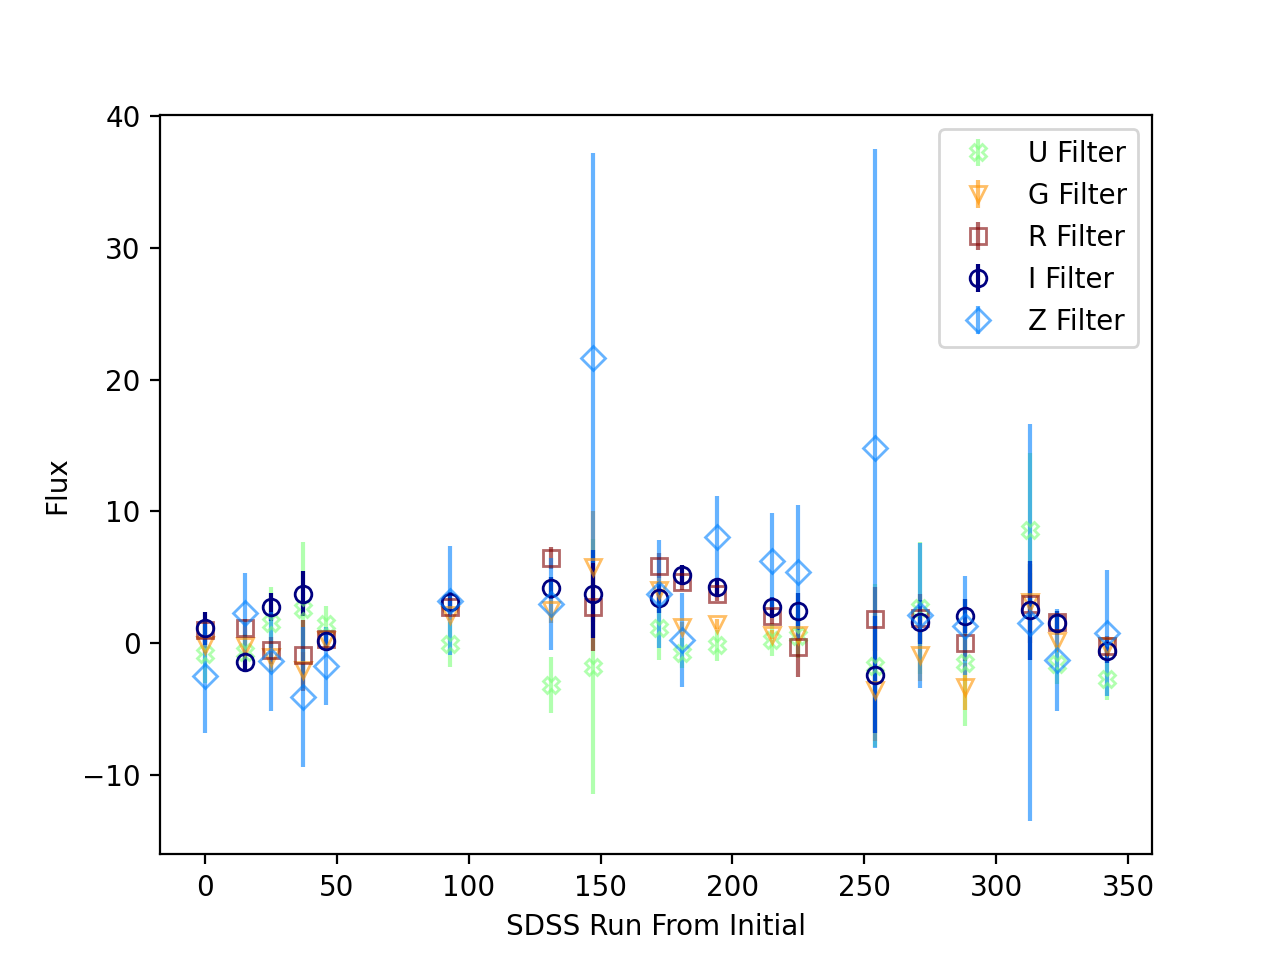 40
30
20
10
0
−10
Flux
U Filter
G Filter
R Filter
I Filter
Z Filter
0 50 100 150 200 250 300 350
SDSS Run From Initial